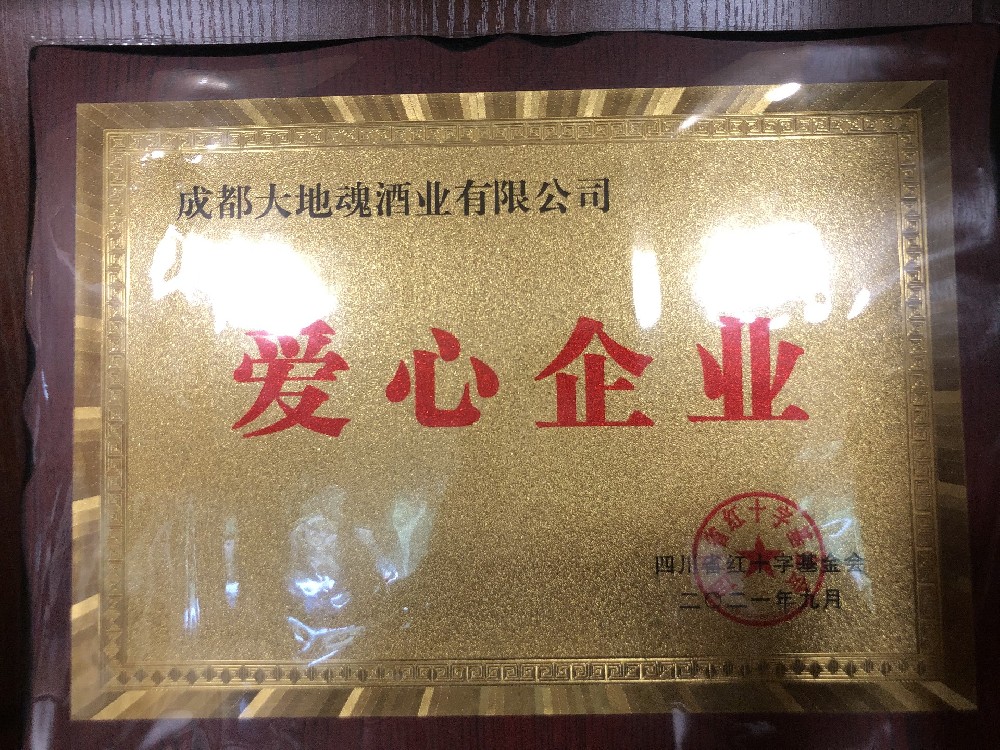 成都大地魂酒业有限公司
爱心企业
四川省红十字基金会
二〇二一年九月